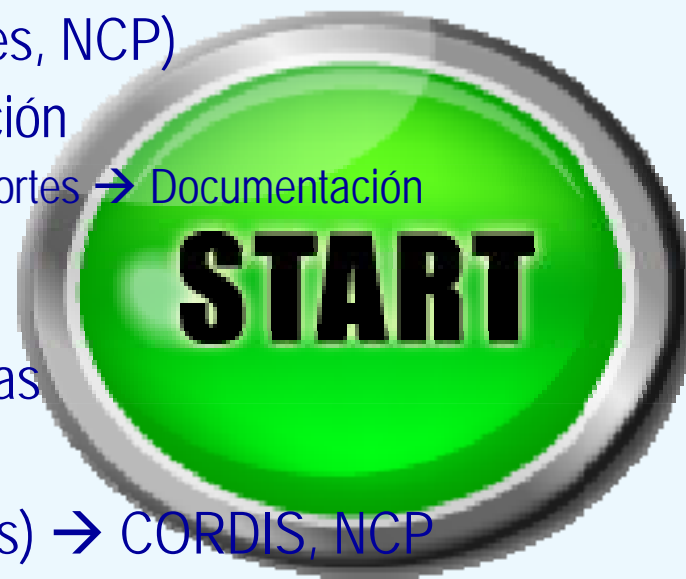 es, NCP)
ción
ortes → Documentación
START
as
s) → CORDIS, NCP